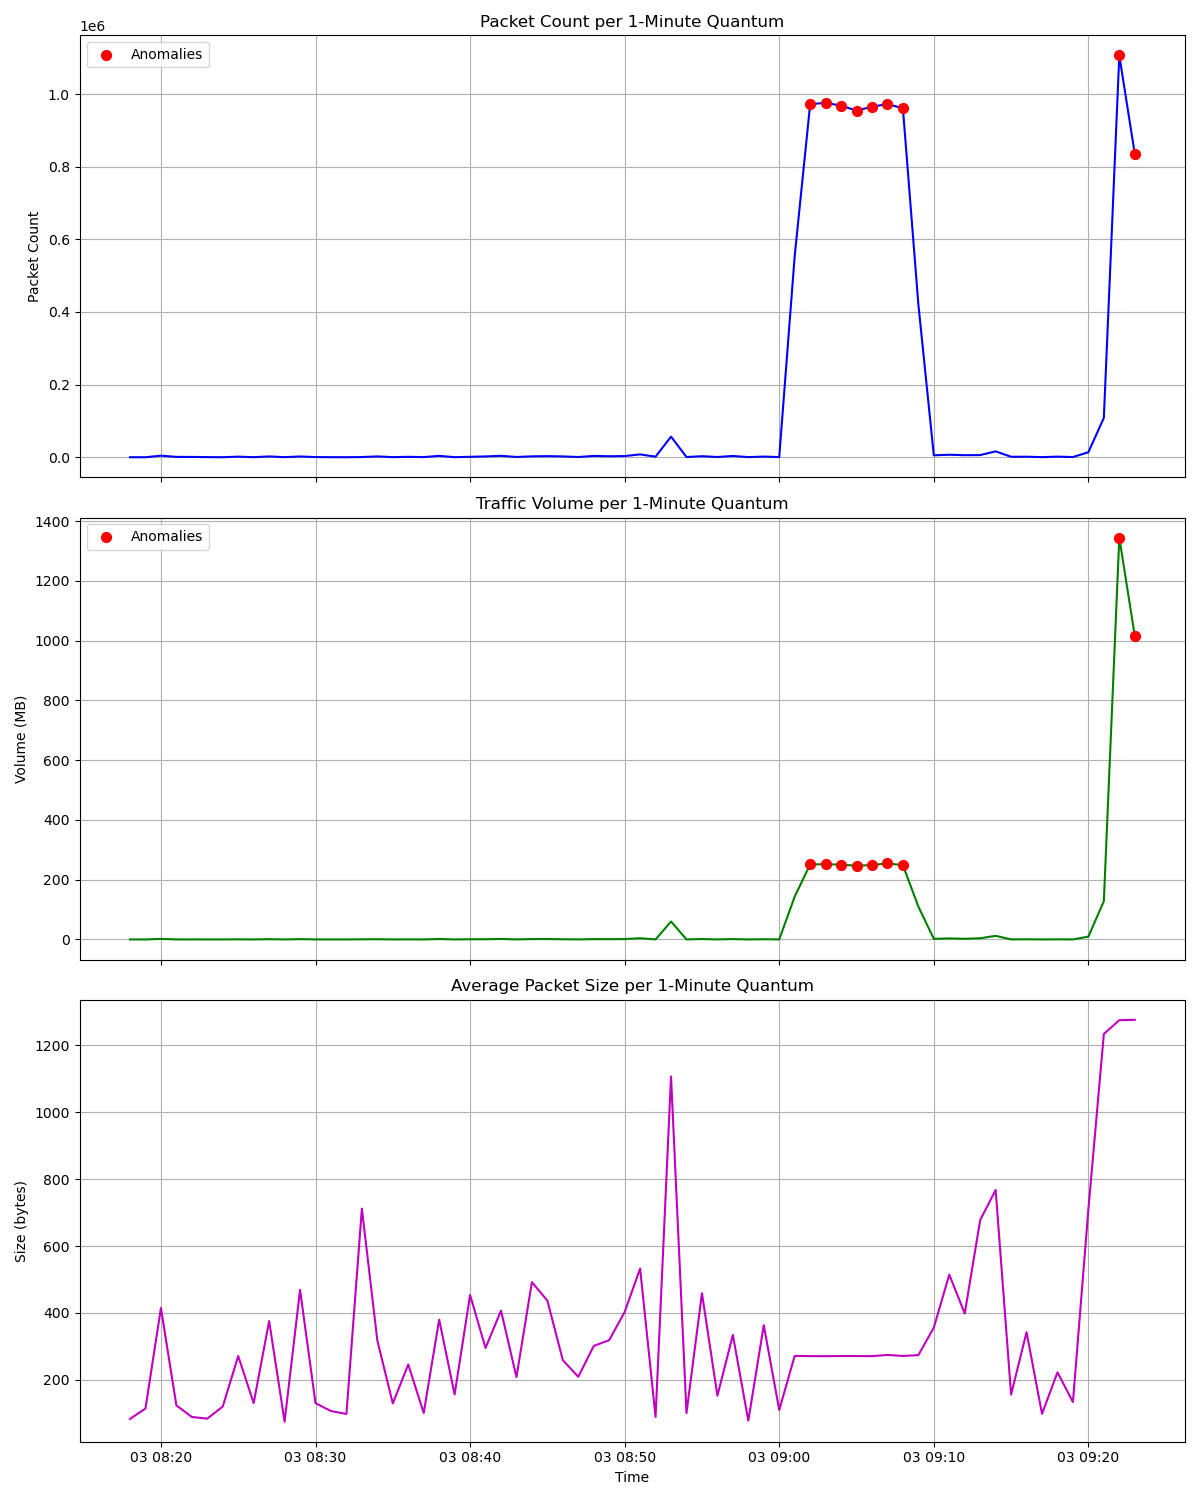 Packet Count per 1-Minute Quantum
1e6
Anomalies
1.0
0.8
0.6
0.4
0.2
0.0
Packet Count
Traffic Volume per 1-Minute Quantum
Anomalies
1400
1200
1000
800
600
400
200
0
Volume (MB)
Average Packet Size per 1-Minute Quantum
1200
1000
800
600
400
200
Size (bytes)
03 08:20 03 08:30 03 08:40 03 08:50 03 09:00 03 09:10 03 09:20
Time